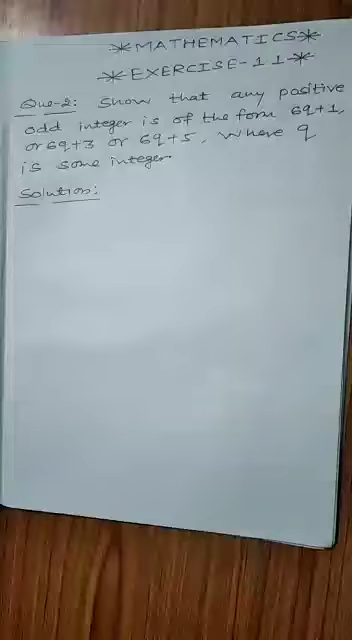 *MATHEMATICS*
*EXERCISE-1.1-*
Que-2: Show that any positive
odd integer is of the form 6q+1,
or 6q+3 or 6q+5, Where q
is some integer.
Solution: